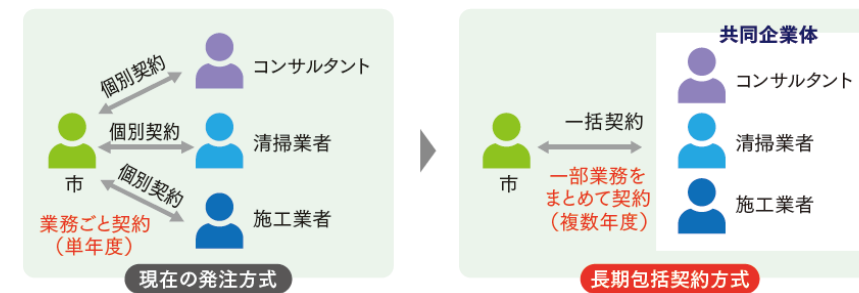 個別契約
コンサルタント
個別契約
清掃業者
市
個別契約
施工業者
業務ごと契約
（単年度）
現在の発注方式
共同企業体
コンサルタント
一括契約
清掃業者
市
一部業務を
まとめて契約
（複数年度）
施工業者
長期包括契約方式